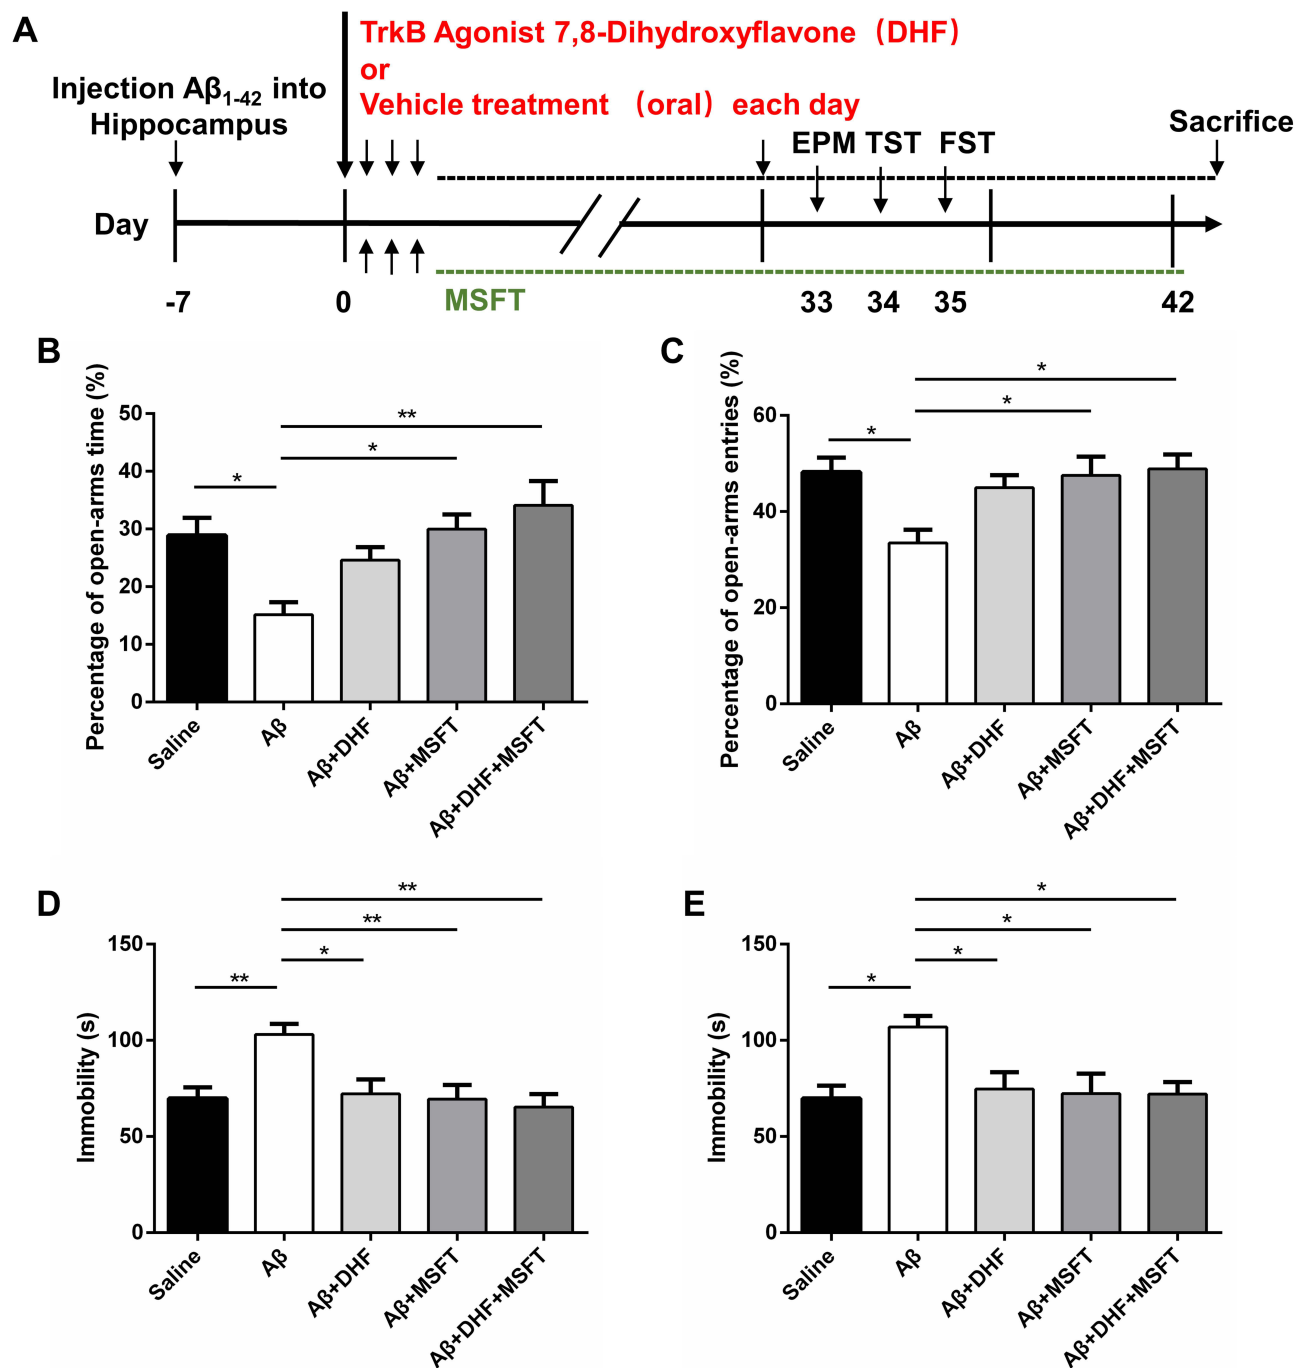 A
TrkB Agonist 7,8-Dihydroxyflavone（DHF）
or
Vehicle treatment （oral）each day
Injection Aβ1-42 into
Hippocampus
EPM TST FST
Sacrifice
Day
-7 0 MSFT 33 34 35 42
B
Percentage of open-arms time (%)
50
40
30
20
10
0
*
*
**
Saline
Aβ
Aβ+DHF
Aβ+MSFT
Aβ+DHF+MSFT
C
Percentage of open-arms entries (%)
60
40
20
0
*
*
*
Saline
Aβ
Aβ+DHF
Aβ+MSFT
Aβ+DHF+MSFT
D
Immobility (s)
150
100
50
0
**
*
**
**
Saline
Aβ
Aβ+DHF
Aβ+MSFT
Aβ+DHF+MSFT
E
Immobility (s)
150
100
50
0
*
*
*
*
Saline
Aβ
Aβ+DHF
Aβ+MSFT
Aβ+DHF+MSFT